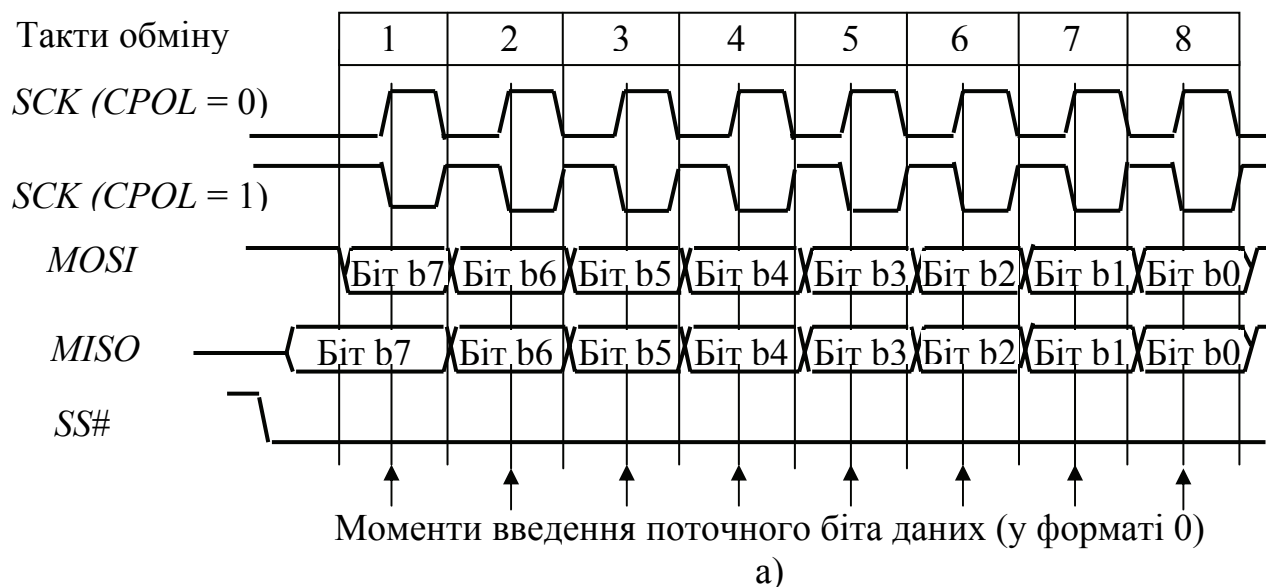 Такти обміну 1 2 3 4 5 6 7 8
SCK (CPOL = 0)
SCK (CPOL = 1)
MOSI Біт b7 Біт b6 Біт b5 Біт b4 Біт b3 Біт b2 Біт b1 Біт b0
MISO Біт b7 Біт b6 Біт b5 Біт b4 Біт b3 Біт b2 Біт b1 Біт b0
SS#
Моменти введення поточного біта даних (у форматі 0)
а)